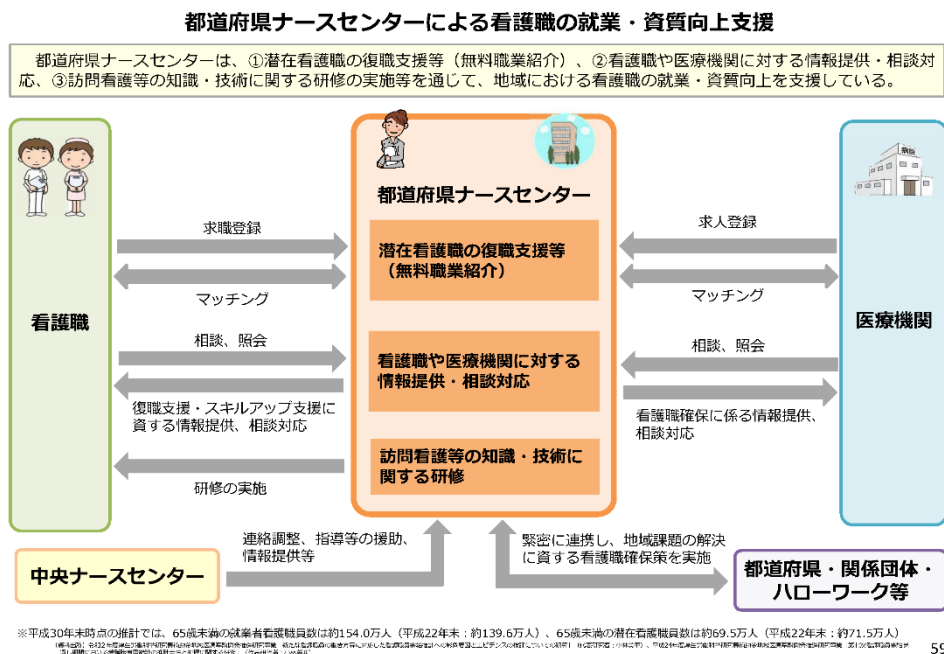 都道府県ナースセンターによる看護職の就業・資質向上支援
都道府県ナースセンターは、①潜在看護職の復職支援等（無料職業紹介）、②看護職や医療機関に対する情報提供・相談対
応、③訪問看護等の知識・技術に関する研修の実施等を通じて、地域における看護職の就業・資質向上を支援している。
病院
都道府県ナースセンター
求職登録
求人登録
潜在看護職の復職支援等
（無料職業紹介）
マッチング
マッチング
看護職
医療機関
相談、照会
相談、照会
看護職や医療機関に対する
情報提供・相談対応
復職支援・スキルアップ支援に
資する情報提供、相談対応
看護職確保に係る情報提供、
相談対応
訪問看護等の知識・技術に
関する研修
研修の実施
連絡調整、指導等の援助、
情報提供等
緊密に連携し、地域課題の解決
に資する看護職確保策を実施
中央ナースセンター
都道府県・関係団体・
ハローワーク等
※平成30年末時点の推計では、65歳未満の就業者看護職員数は約154.0万人（平成22年末：約139.6万人）、65歳未満の潜在看護職員数は約69.5万人（平成22年末：約71.5万人）